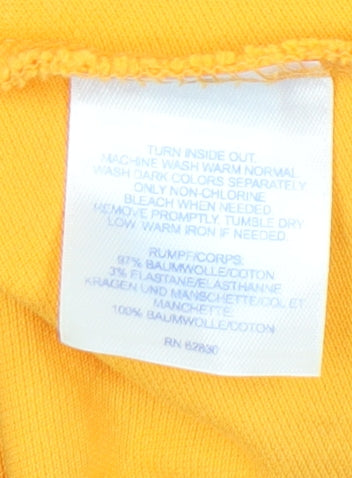 TURN INSIDE OUT.
MACHINE WASH WARM NORMAL
WASH DARK COLORS SEPARATELY
ONLY NON-CHLORINE
BLEACH WHEN NEEDED
REMOVE PROMPTLY. TUMBLE DRY
LOW. WARM IRON IF NEEDED.
RUMPF/CORPS:
97% BAUMWOLLE/COTON
3% ELASTANE/ELASTHANNE
KRAGEN UND MANSCHETTE/COL ET
MANCHETTE:
100% BAUMWOLLE/COTON
RN 62830